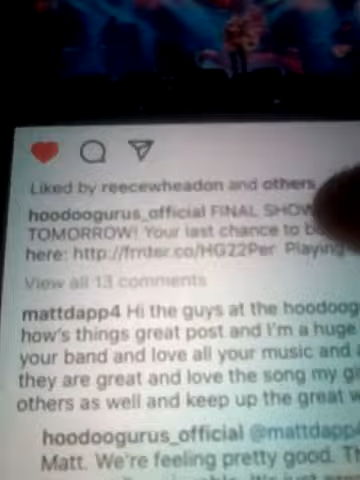 Liked by reecewheadon and others
hoodoogurus_official FINAL SHOW
TOMORROW! Your last chance to b
here: http://frnter.co/HG22Per Playing
View all 13 comments
mattdapp4 Hi the guys at the hoodoog
how's things great post and I'm a huge
your band and love all your music and a
they are great and love the song my gi
others as well and keep up the great w
hoodoogurus_official @mattdapp4
Matt. We're feeling pretty good. Th